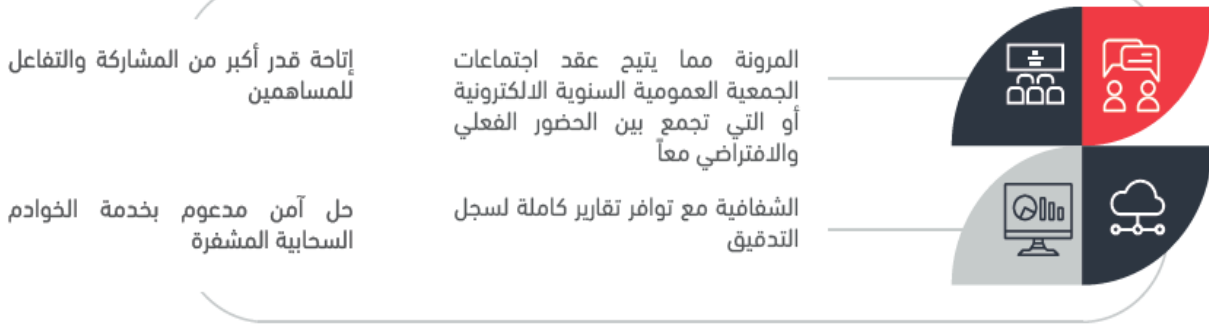 المرونة مما يتيح عقد اجتماعات
الجمعية العمومية السنوية الالكترونية
أو التي تجمع بين الحضور الفعلي
والافتراضي معاً
إتاحة قدر أكبر من المشاركة والتفاعل
للمساهمين
الشفافية مع توافر تقارير كاملة لسجل
التدقيق
حل آمن مدعوم بخدمة الخوادم
السحابية المشفرة